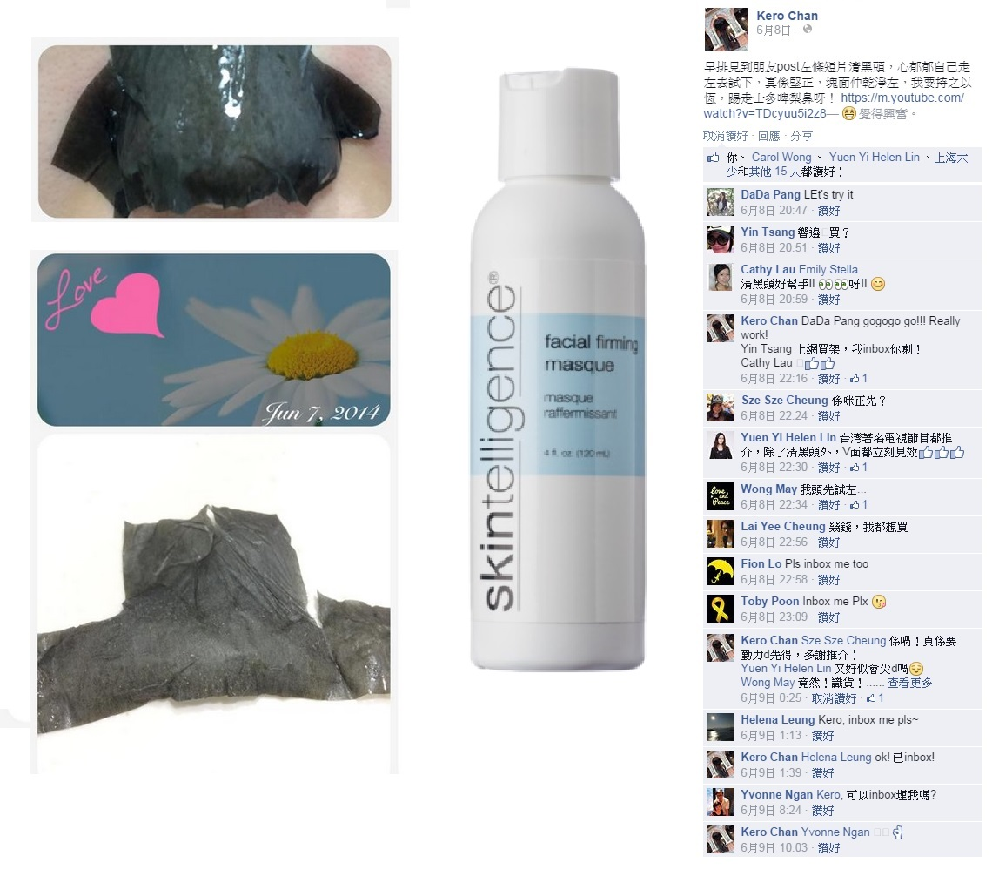 Love
Jun 7, 2014
skintelligence®
facial firming
masque
masque
raffermissant
4 fl. oz. (120 mL)
Kero Chan
6月8日 ·
早排見到朋友post左條短片清黑頭，心郁郁自己走
左去試下，真係堅正，塊面仲乾淨左，我要持之以
恆，踢走士多啤梨鼻呀！ https://m.youtube.com/
watch?v=TDcyuu5i2z8— 😆 覺得興奮。
取消讚好 · 回應 · 分享
你、 Carol Wong 、 Yuen Yi Helen Lin 、上海大
少和其他 15 人都讚好！
DaDa Pang LEt's try it
6月8日 20:47 · 讚好
Yin Tsang 響邊 買？
6月8日 20:51 · 讚好
Cathy Lau Emily Stella
清黑頭好幫手!! 👀👀呀!! 😊
6月8日 20:59 · 讚好
Kero Chan DaDa Pang gogogo go!!! Really
work!
Yin Tsang 上網買架，我inbox你喇！
Cathy Lau 👍👍
6月8日 22:16 · 讚好 · 1
Sze Sze Cheung 係咪正先？
6月8日 22:24 · 讚好
Yuen Yi Helen Lin 台灣著名電視節目都推
介，除了清黑頭外，V面都立刻見效👍👍👍
6月8日 22:30 · 讚好 · 1
Wong May 我頭先試左...
6月8日 22:34 · 讚好 · 1
Lai Yee Cheung 幾錢，我都想買
6月8日 22:56 · 讚好
Love
and
Peace
Fion Lo Pls inbox me too
6月8日 22:58 · 讚好
Toby Poon Inbox me Plx 😘
6月8日 23:09 · 讚好
Kero Chan Sze Sze Cheung 係喎！真係要
勤力d先得，多謝推介！
Yuen Yi Helen Lin 又好似會尖d喎😌
Wong May 竟然！識貨！...... 查看更多
6月9日 0:25 · 取消讚好 · 1
Helena Leung Kero, inbox me pls~
6月9日 1:13 · 讚好
Kero Chan Helena Leung ok! 已inbox!
6月9日 1:39 · 讚好
Yvonne Ngan Kero, 可以inbox埋我嗎?
6月9日 8:24 · 讚好
Kero Chan Yvonne Ngan 👌
6月9日 10:03 · 讚好